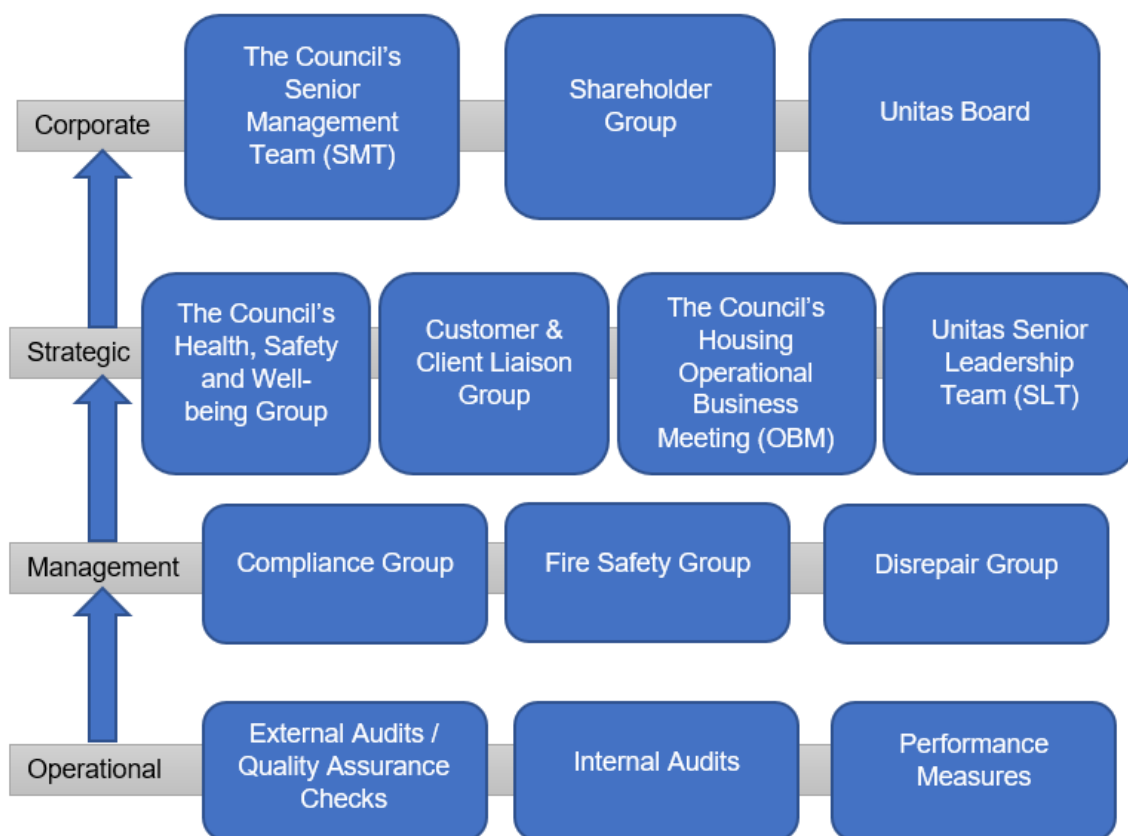 Corporate
The Council's
Senior
Management
Team (SMT)
Shareholder
Group
Unitas Board
Strategic
The Council's
Health, Safety
and Well-
being Group
Customer &
Client Liaison
Group
The Council's
Housing
Operational
Business
Meeting (OBM)
Unitas Senior
Leadership
Team (SLT)
Management
Compliance Group
Fire Safety Group
Disrepair Group
Operational
External Audits /
Quality Assurance
Checks
Internal Audits
Performance
Measures